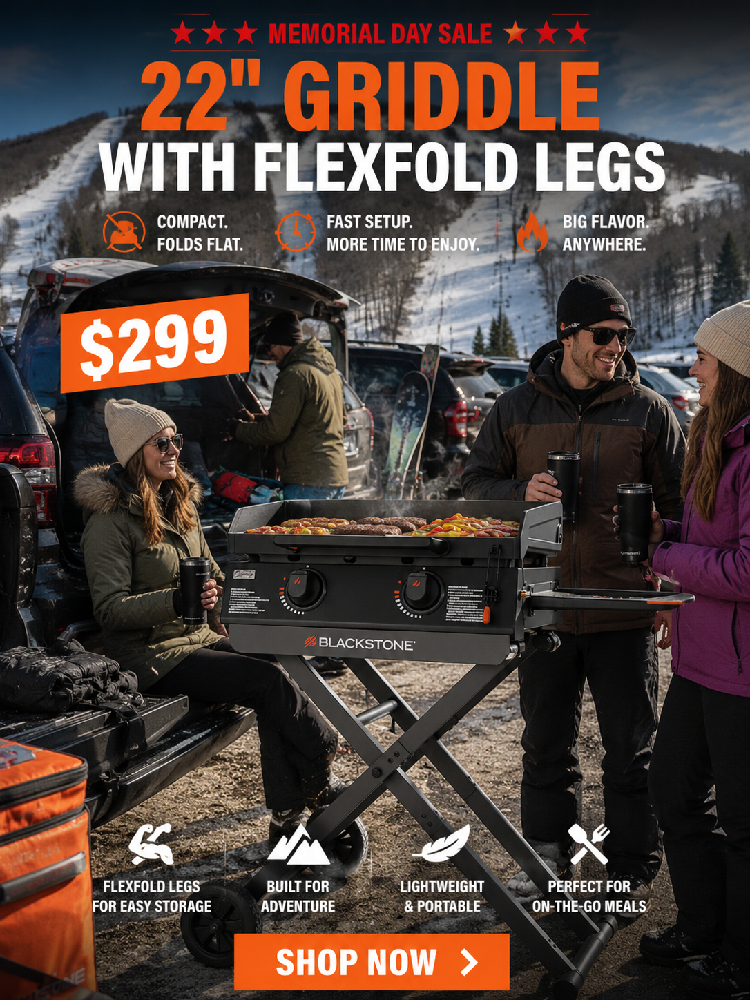 MEMORIAL DAY SALE
22" GRIDDLE
WITH FLEXFOLD LEGS
COMPACT.
FOLDS FLAT.
FAST SETUP.
MORE TIME TO ENJOY.
BIG FLAVOR.
ANYWHERE.
$299
BLACKSTONE
FLEXFOLD LEGS
FOR EASY STORAGE
BUILT FOR
ADVENTURE
LIGHTWEIGHT
& PORTABLE
PERFECT FOR
ON-THE-GO MEALS
SHOP NOW